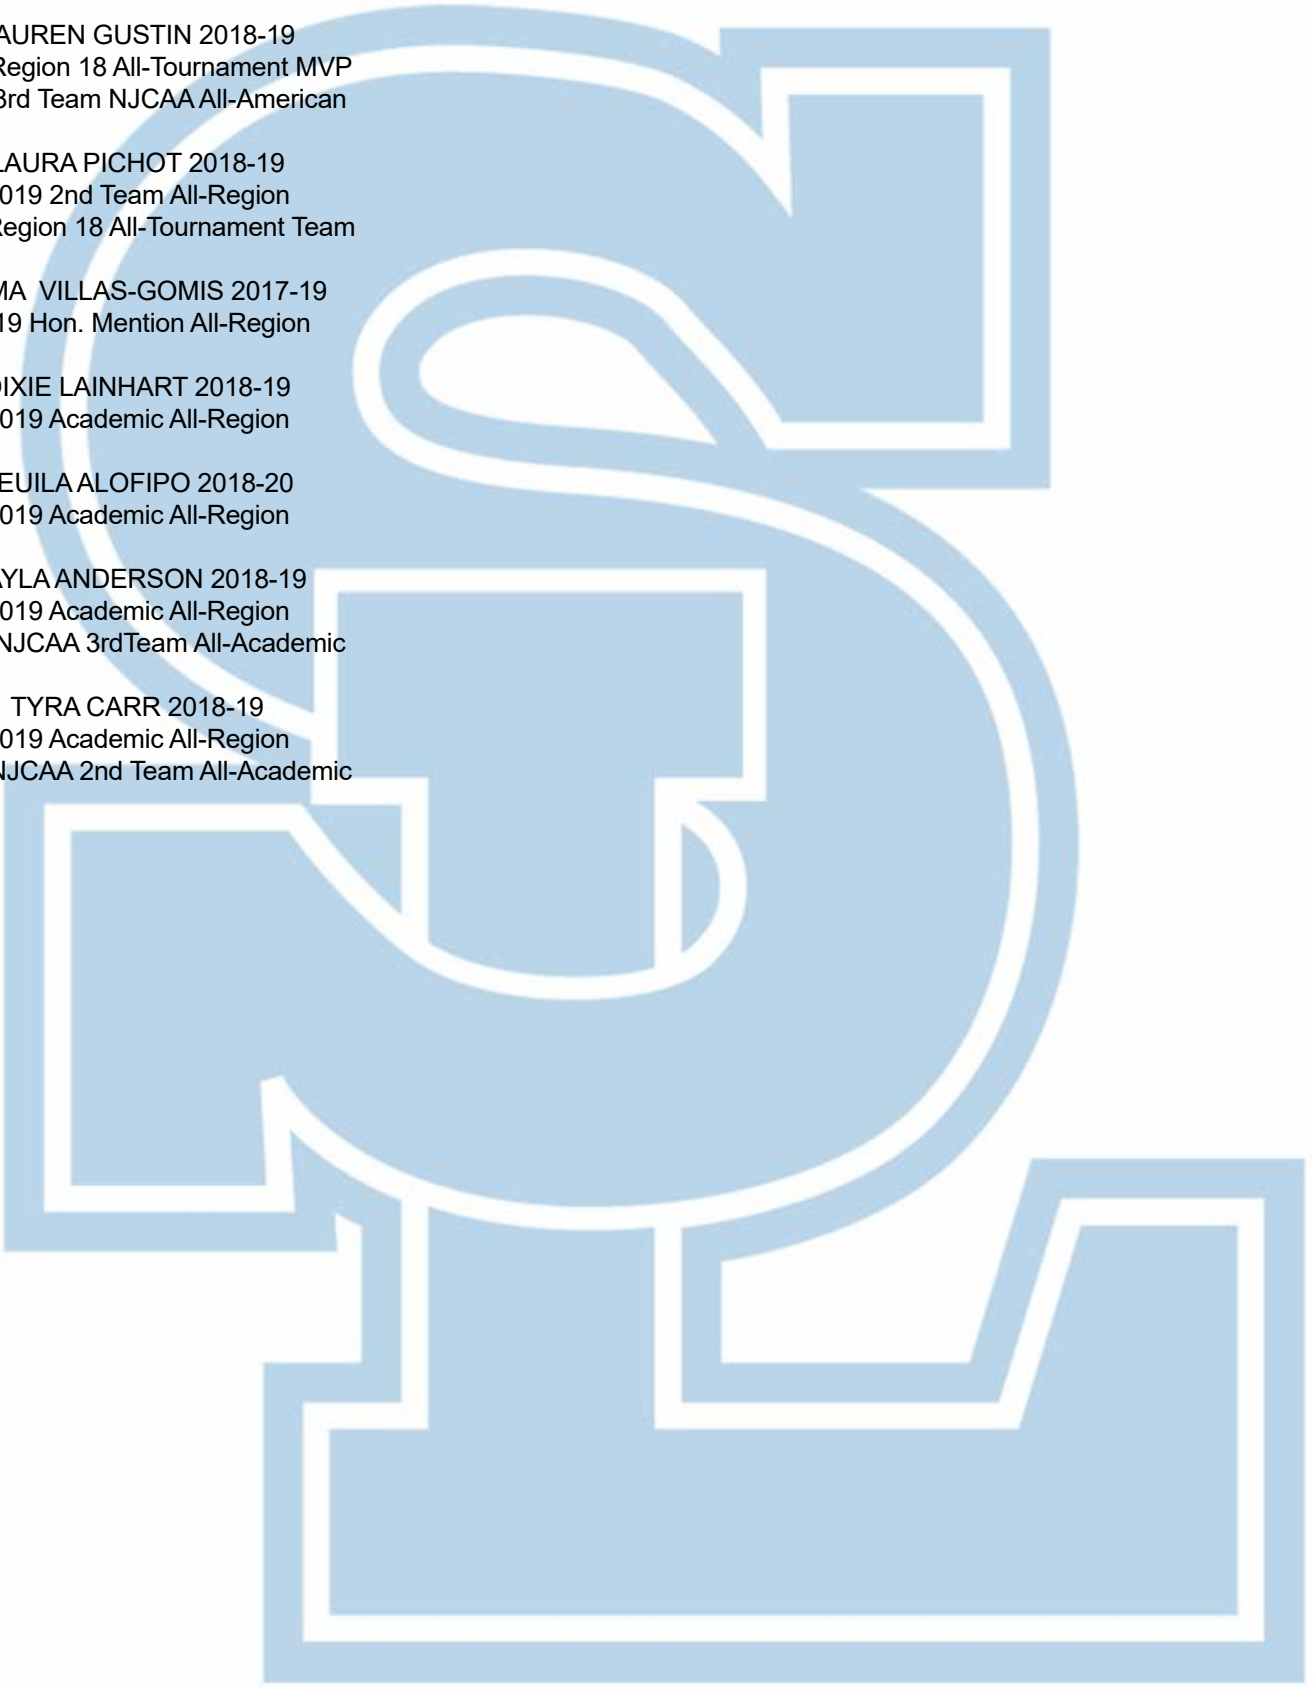 AUREN GUSTIN 2018-19
Region 18 All-Tournament MVP
3rd Team NJCAA All-American
LAURA PICHOT 2018-19
019 2nd Team All-Region
Region 18 All-Tournament Team
MA VILLAS-GOMIS 2017-19
19 Hon. Mention All-Region
DIXIE LAINHART 2018-19
019 Academic All-Region
EUILA ALOFIPO 2018-20
019 Academic All-Region
AYLA ANDERSON 2018-19
019 Academic All-Region
NJCAA 3rdTeam All-Academic
TYRA CARR 2018-19
019 Academic All-Region
NJCAA 2nd Team All-Academic
SL